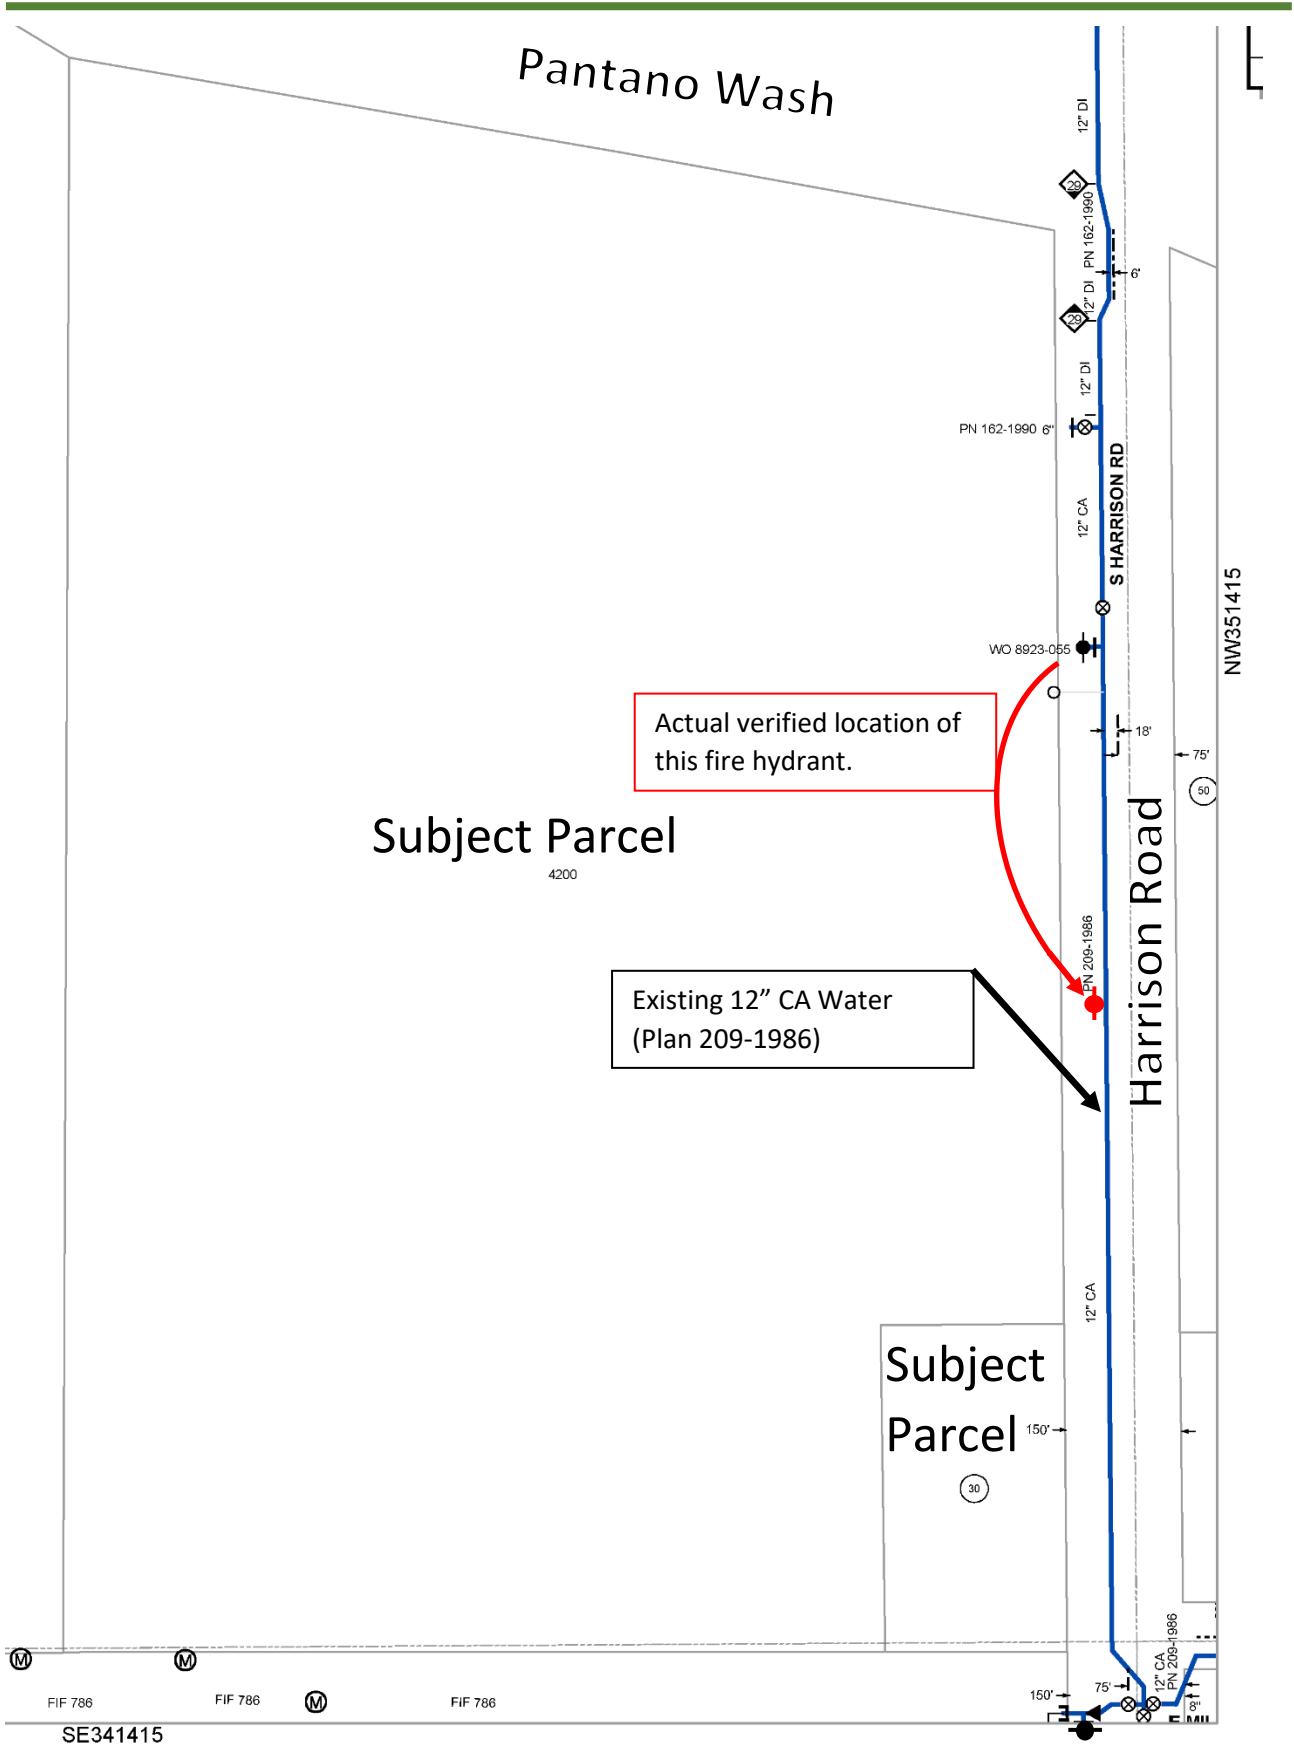 Pantano Wash
12" DI
29
PN 162-1990
6'
12" DI
29
12" DI
PN 162-1990 6"
S HARRISON RD
12" CA
NW351415
WO 8923-055
Actual verified location of
this fire hydrant.
18'
75'
50
Subject Parcel
4200
Harrison Road
PN 209-1986
Existing 12” CA Water
(Plan 209-1986)
12" CA
Subject
Parcel
150'
30
12" CA
PN 209-1986
M
M
M
FIF 786
FIF 786
FIF 786
150'
75'
8"
SE341415